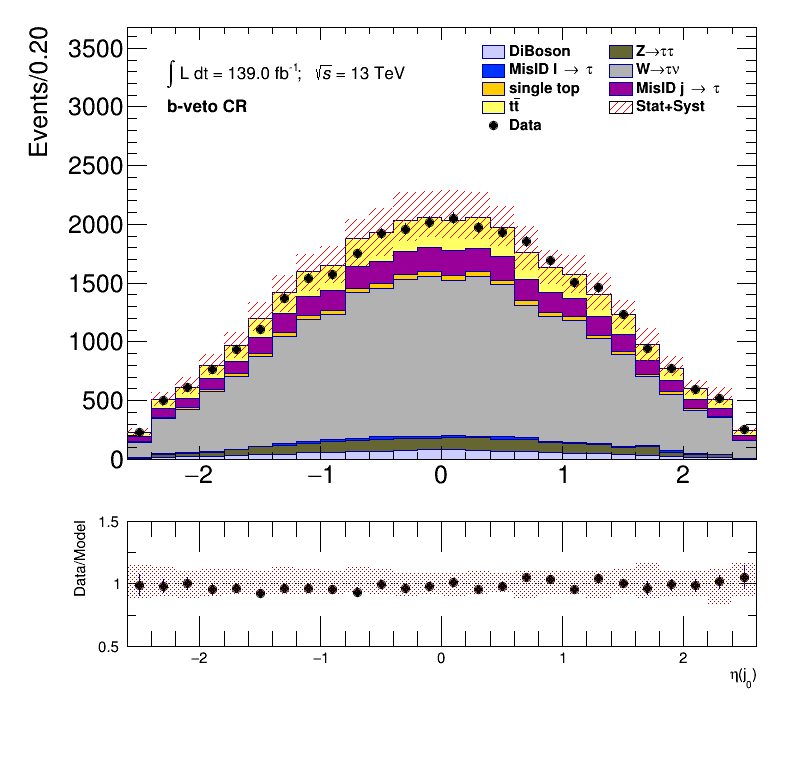 Events/0.20
3500
3000
2500
2000
1500
1000
500
0
∫ L dt = 139.0 fb⁻¹; √s = 13 TeV
b-veto CR
DiBoson
Z→ττ
MisID l → τ
W→τν
single top
MisID j → τ
tt̄
Stat+Syst
Data
−2 −1 0 1 2
Data/Model
1.5
1
0.5
−2 −1 0 1 2
η(j₀)